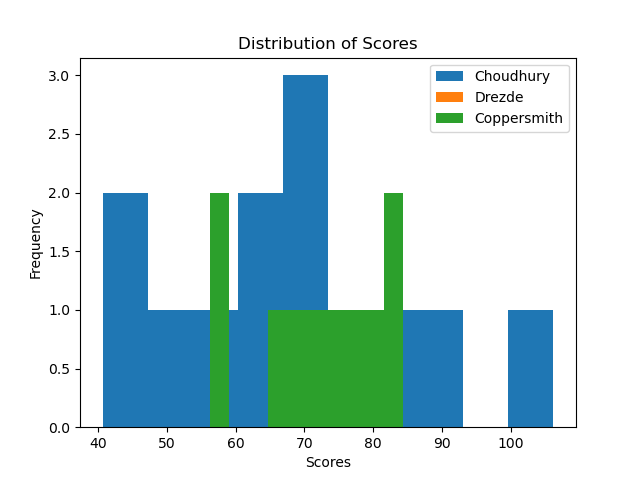 Distribution of Scores
Choudhury
Drezde
Coppersmith
3.0
2.5
2.0
1.5
1.0
0.5
0.0
Frequency
40 50 60 70 80 90 100
Scores